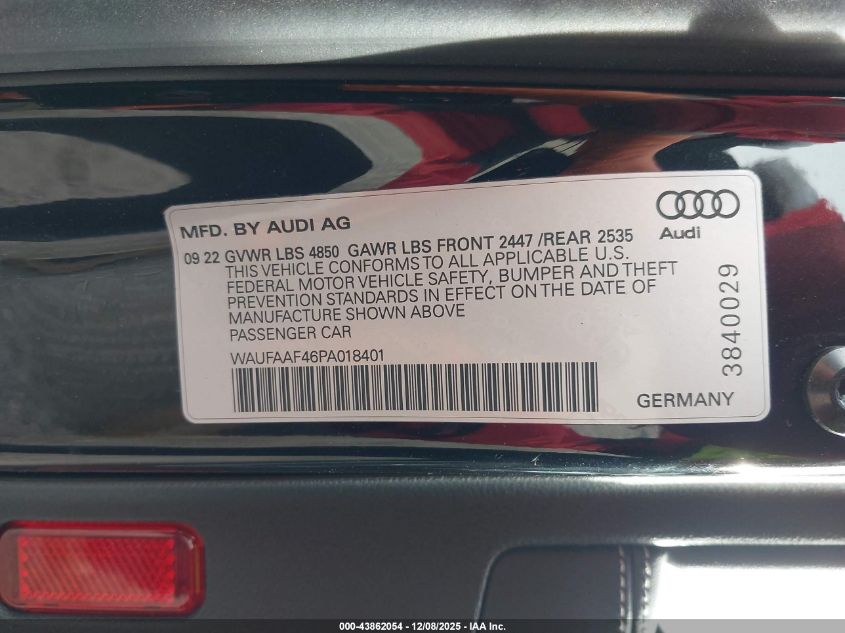 MFD. BY AUDI AG
Audi
09 22 GVWR LBS 4850 GAWR LBS FRONT 2447 /REAR 2535
THIS VEHICLE CONFORMS TO ALL APPLICABLE U.S.
FEDERAL MOTOR VEHICLE SAFETY, BUMPER AND THEFT
PREVENTION STANDARDS IN EFFECT ON THE DATE OF
MANUFACTURE SHOWN ABOVE
PASSENGER CAR
WAUFAAF46PA018401
GERMANY
3840029
000-43862054 - 12/08/2025 - IAA Inc.